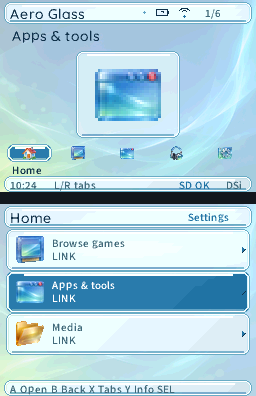 Aero Glass 1/6
Apps & tools
Home
10:24 L/R tabs SD OK DSi
Home Settings
Browse games
LINK
Apps & tools
LINK
Media
LINK
A Open B Back X Tabs Y Info SEL